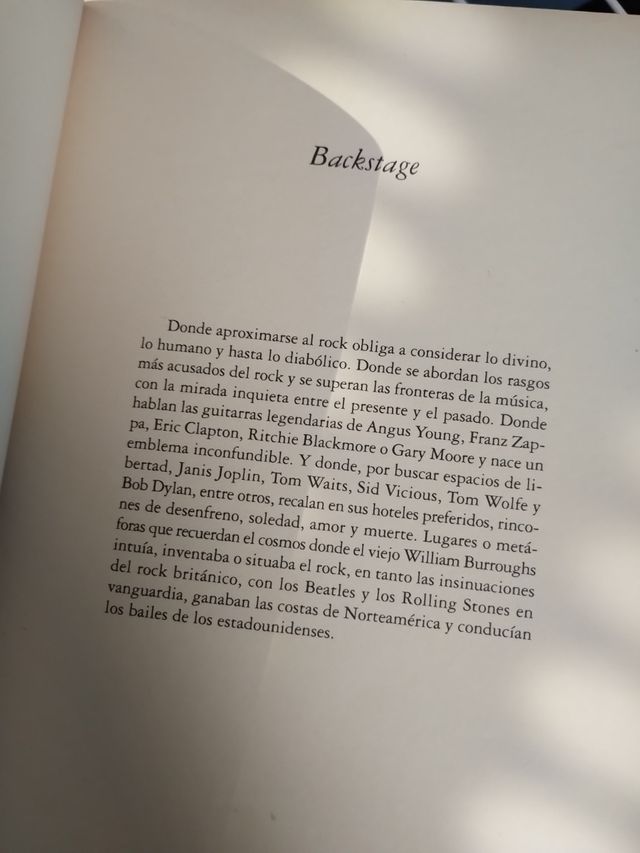 Backstage
Donde aproximarse al rock obliga a considerar lo divino,
lo humano y hasta lo diabólico. Donde se abordan los rasgos
más acusados del rock y se superan las fronteras de la música,
con la mirada inquieta entre el presente y el pasado. Donde
hablan las guitarras legendarias de Angus Young, Franz Zap-
pa, Eric Clapton, Ritchie Blackmore o Gary Moore y nace un
emblema inconfundible. Y donde, por buscar espacios de li-
bertad, Janis Joplin, Tom Waits, Sid Vicious, Tom Wolfe y
Bob Dylan, entre otros, recalan en sus hoteles preferidos, rinco-
nes de desenfreno, soledad, amor y muerte. Lugares o metá-
foras que recuerdan el cosmos donde el viejo William Burroughs
intuía, inventaba o situaba el rock, en tanto las insinuaciones
del rock británico, con los Beatles y los Rolling Stones en
vanguardia, ganaban las costas de Norteamérica y conducían
los bailes de los estadounidenses.